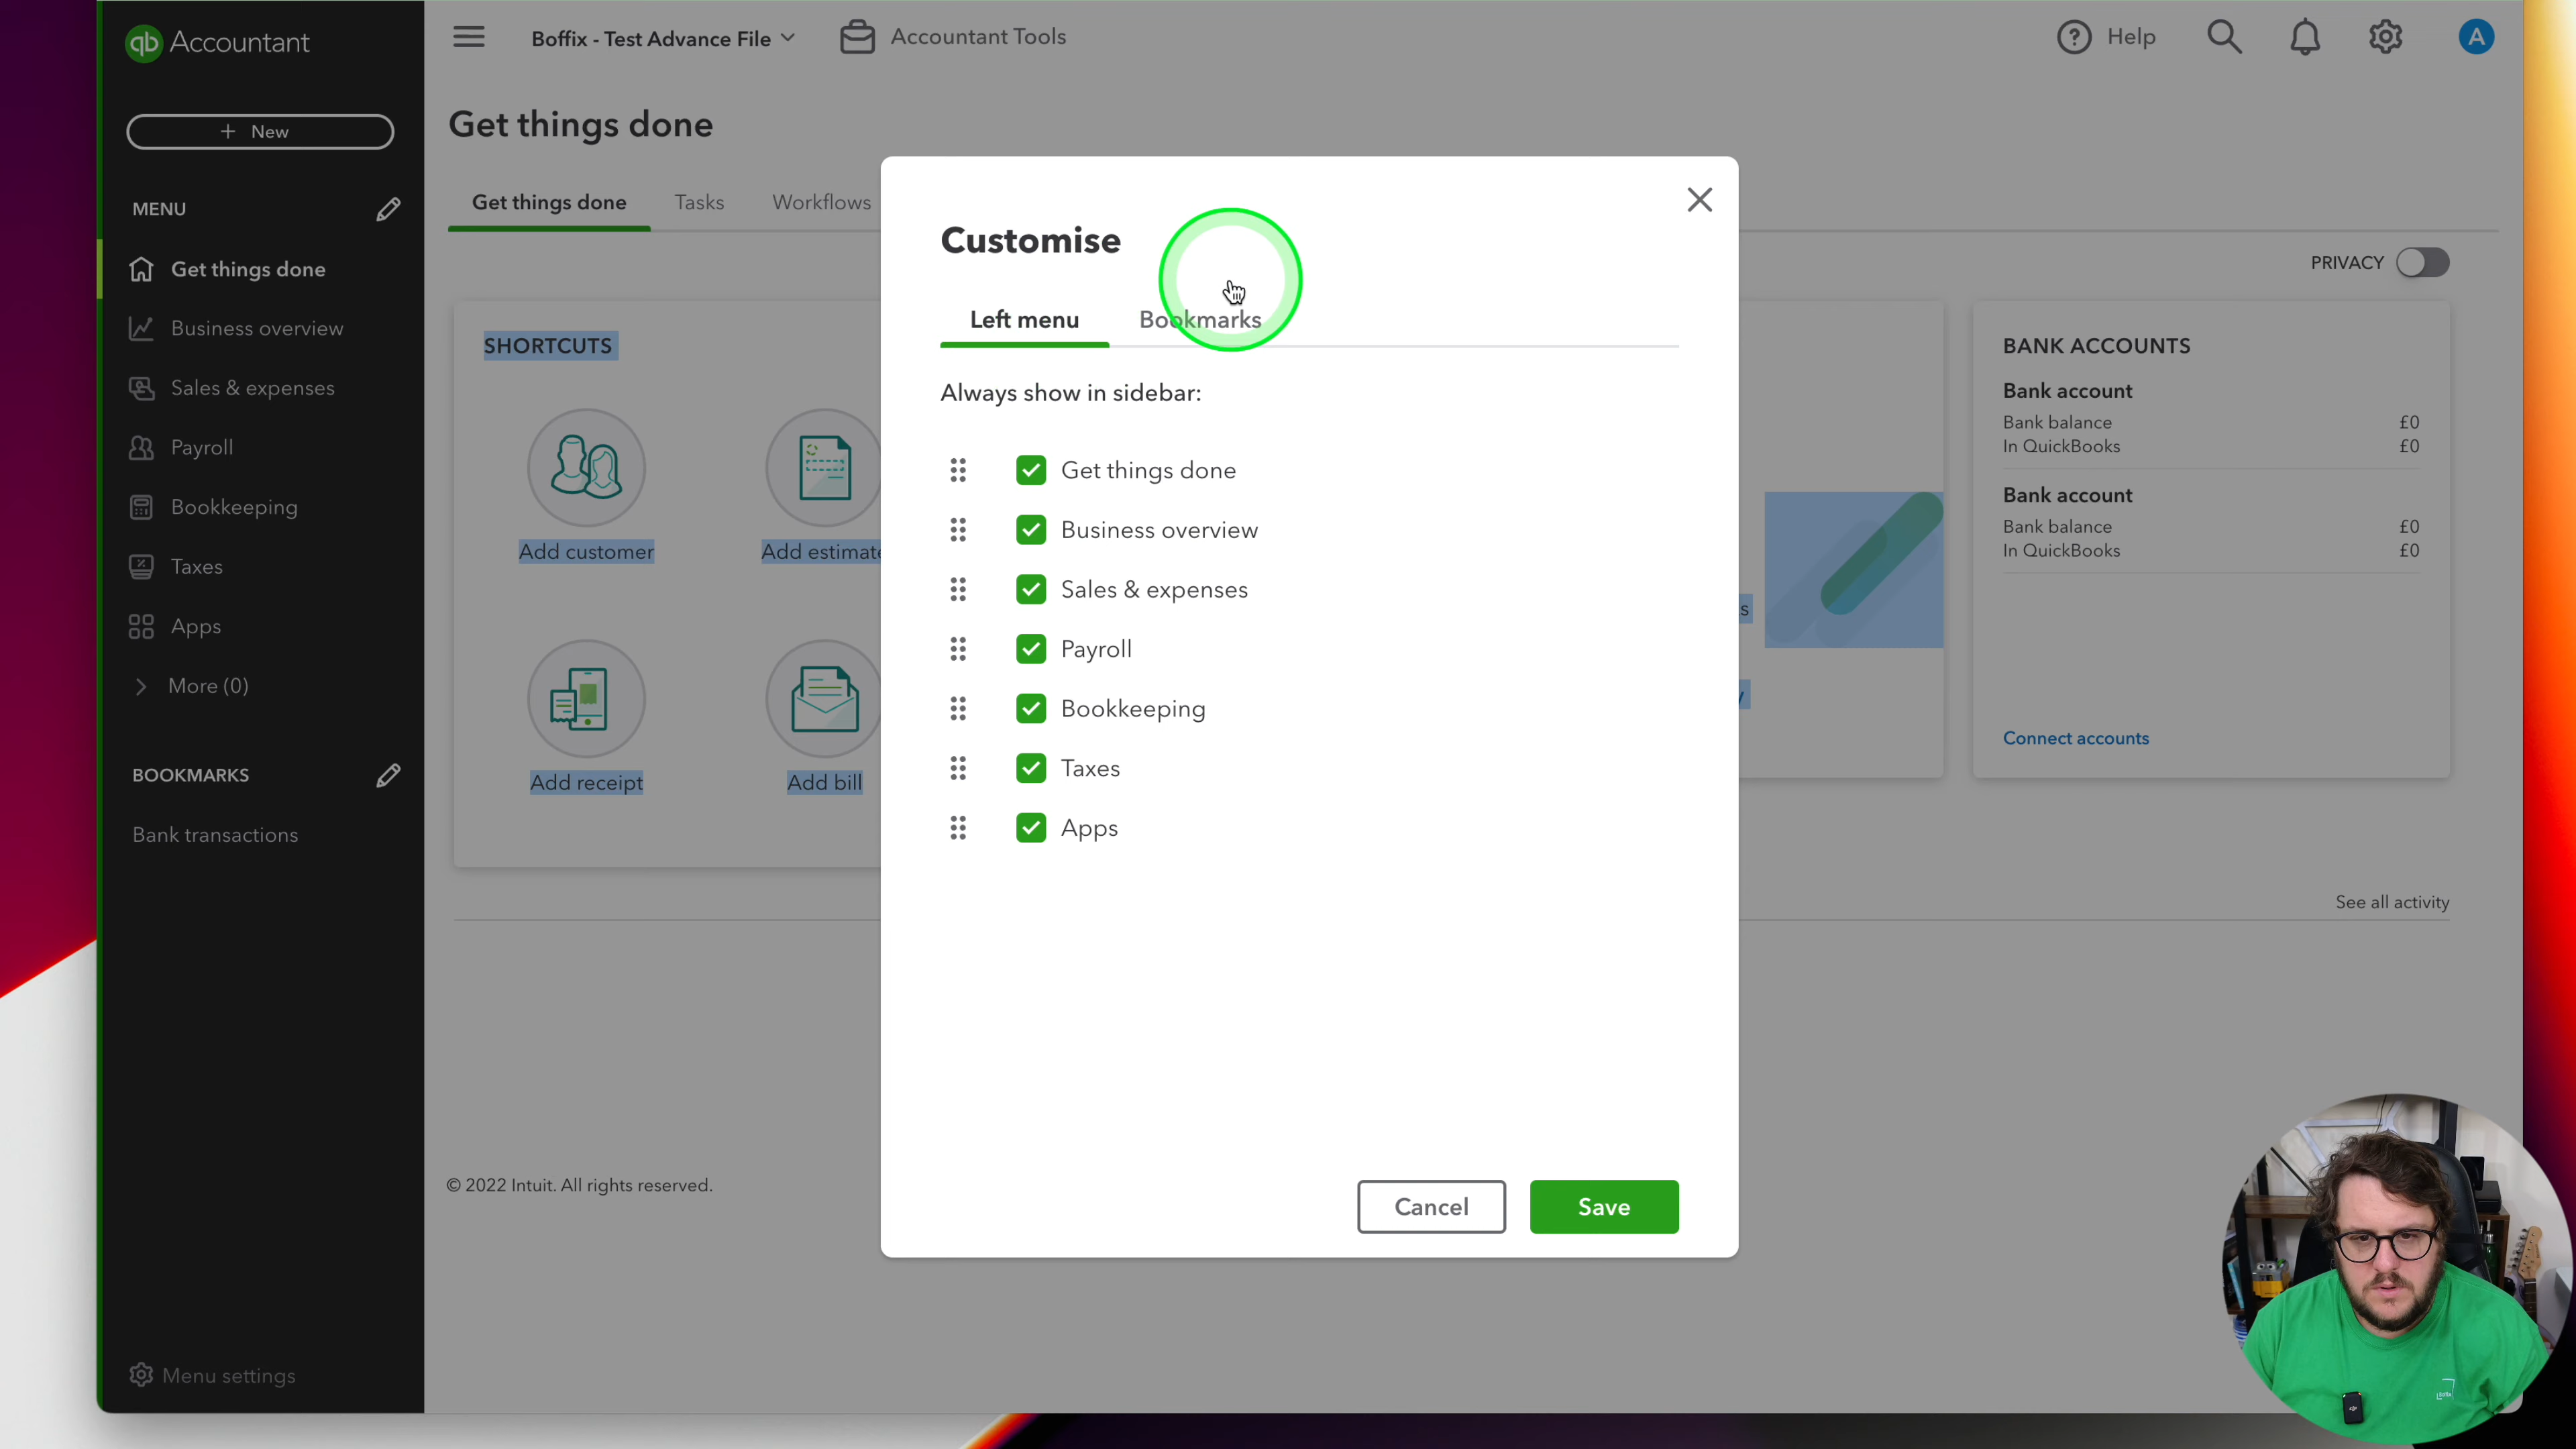 qb Accountant
Boffix - Test Advance File
Accountant Tools
Help
A
+ New
MENU
Get things done
Business overview
Sales & expenses
Payroll
Bookkeeping
Taxes
Apps
More (0)
BOOKMARKS
Bank transactions
Menu settings
Get things done
Get things done
Tasks
Workflows
PRIVACY
SHORTCUTS
Add customer
Add estimate
Add receipt
Add bill
s
y
BANK ACCOUNTS
Bank account
Bank balance £0
In QuickBooks £0
Bank account
Bank balance £0
In QuickBooks £0
Connect accounts
See all activity
© 2022 Intuit. All rights reserved.
Customise
Left menu
Bookmarks
Always show in sidebar:
Get things done
Business overview
Sales & expenses
Payroll
Bookkeeping
Taxes
Apps
Cancel
Save